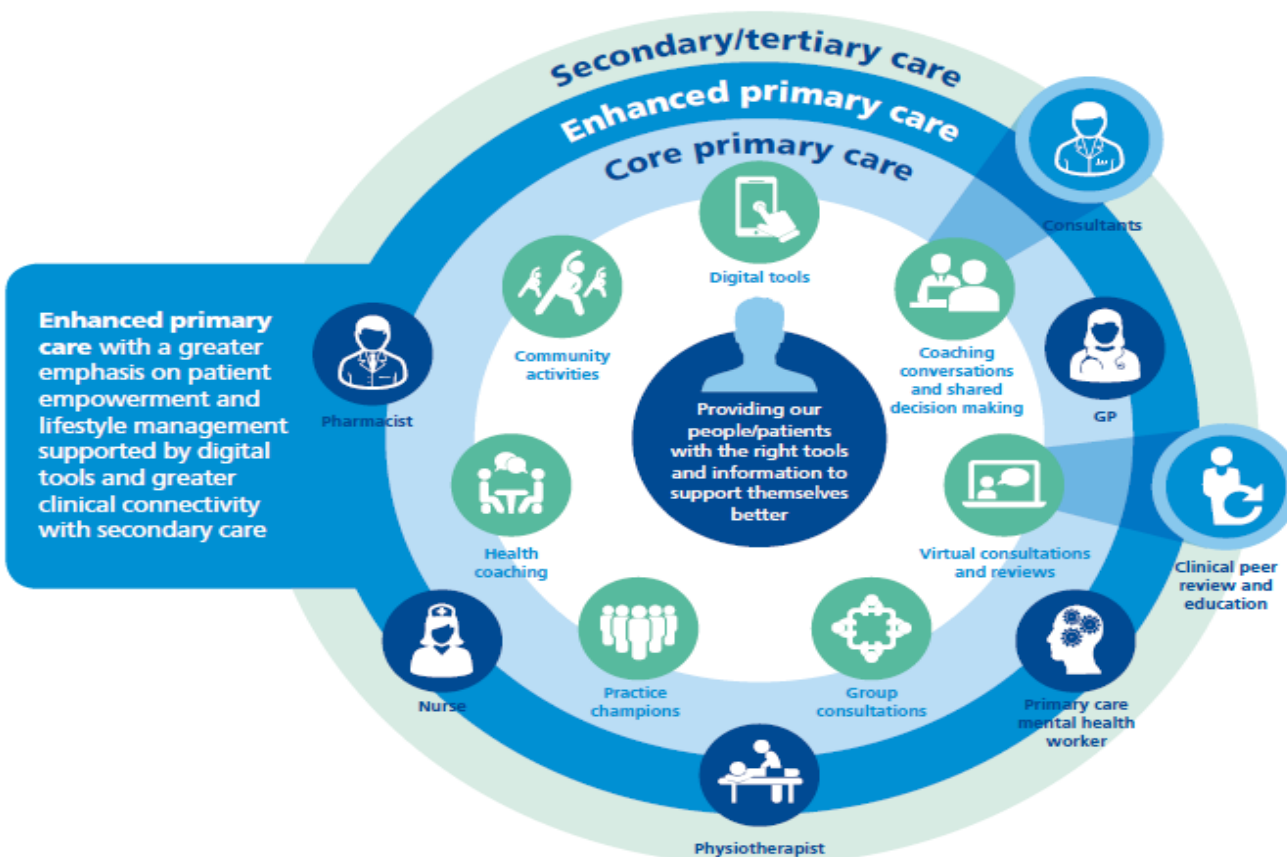 Secondary/tertiary care
Enhanced primary care
Core primary care
Consultants
Digital tools
Community
activities
Coaching
conversations
and shared
decision making
GP
Enhanced primary
care with a greater
emphasis on patient
empowerment and
lifestyle management
supported by digital
tools and greater
clinical connectivity
with secondary care
Pharmacist
Providing our
people/patients
with the right tools
and information to
support themselves
better
Health
coaching
Virtual consultations
and reviews
Clinical peer
review and
education
Nurse
Practice
champions
Group
consultations
Primary care
mental health
worker
Physiotherapist